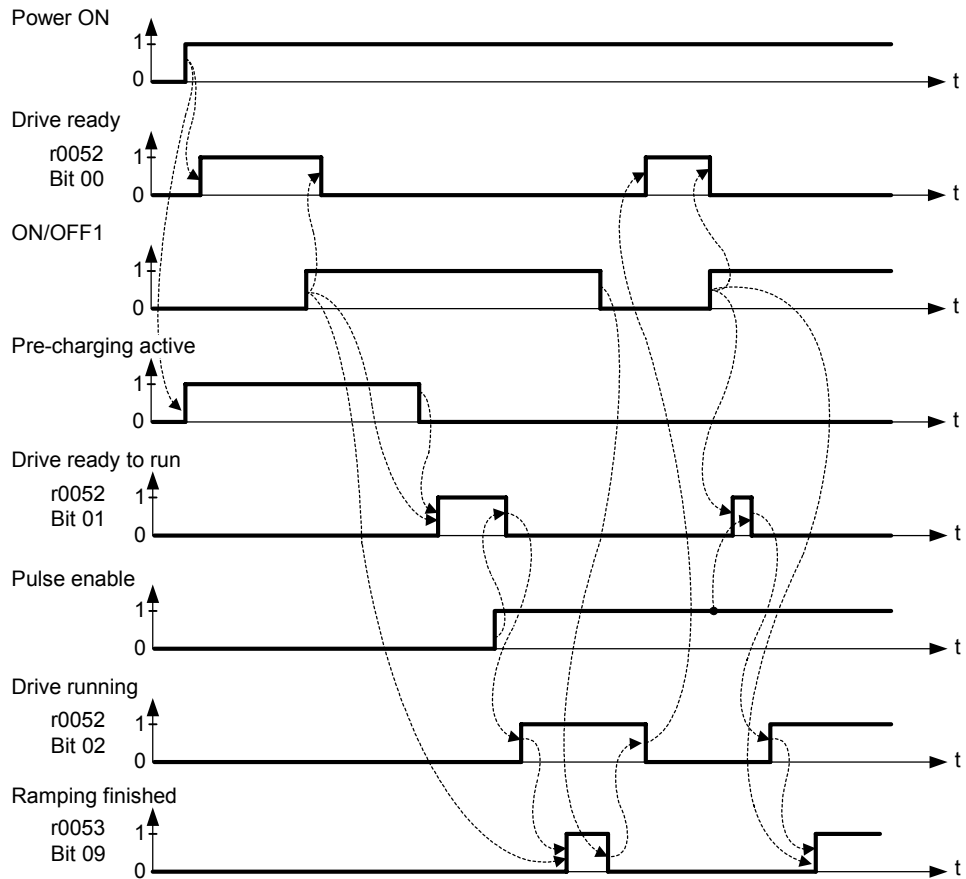 Power ON
1
0
t
Drive ready
r0052
Bit 00
1
0
t
ON/OFF1
1
0
t
Pre-charging active
1
0
t
Drive ready to run
r0052
Bit 01
1
0
t
Pulse enable
1
0
t
Drive running
r0052
Bit 02
1
0
t
Ramping finished
r0053
Bit 09
1
0
t